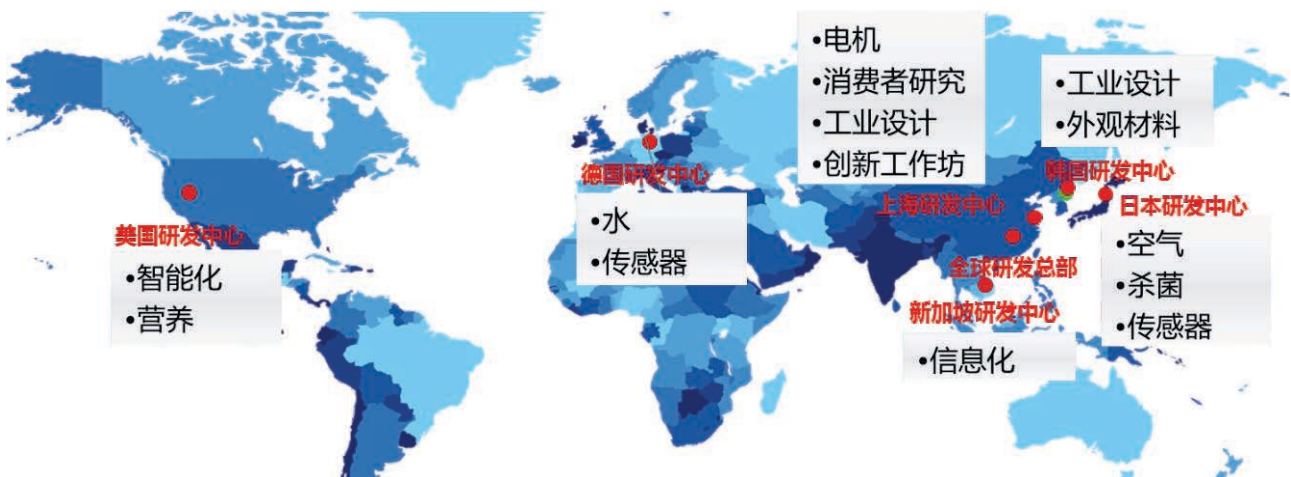 美国研发中心
•智能化
•营养
德国研发中心
•水
•传感器
•电机
•消费者研究
•工业设计
•创新工作坊
上海研发中心
•工业设计
•外观材料
韩国研发中心
日本研发中心
•空气
•杀菌
•传感器
全球研发总部
新加坡研发中心
•信息化